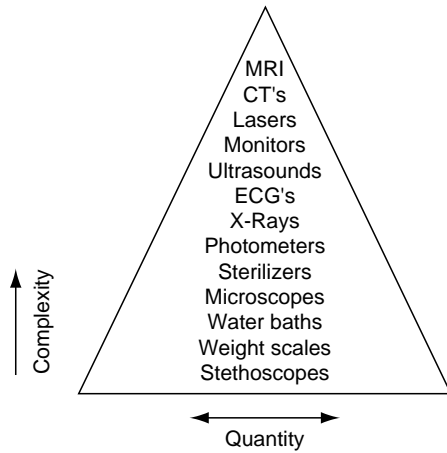 MRI
CT's
Lasers
Monitors
Ultrasounds
ECG's
X-Rays
Photometers
Sterilizers
Microscopes
Water baths
Weight scales
Stethoscopes
Complexity
Quantity